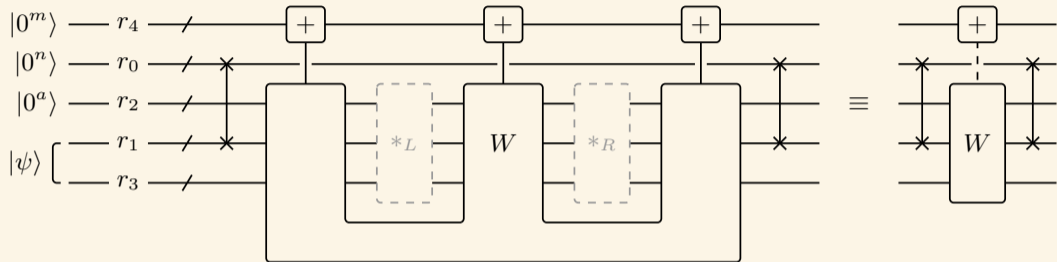 |0^m⟩ r_4 + + + +
|0^n⟩ r_0
|0^a⟩ r_2 ≡
|ψ⟩ r_1 *_L W *_R W
r_3